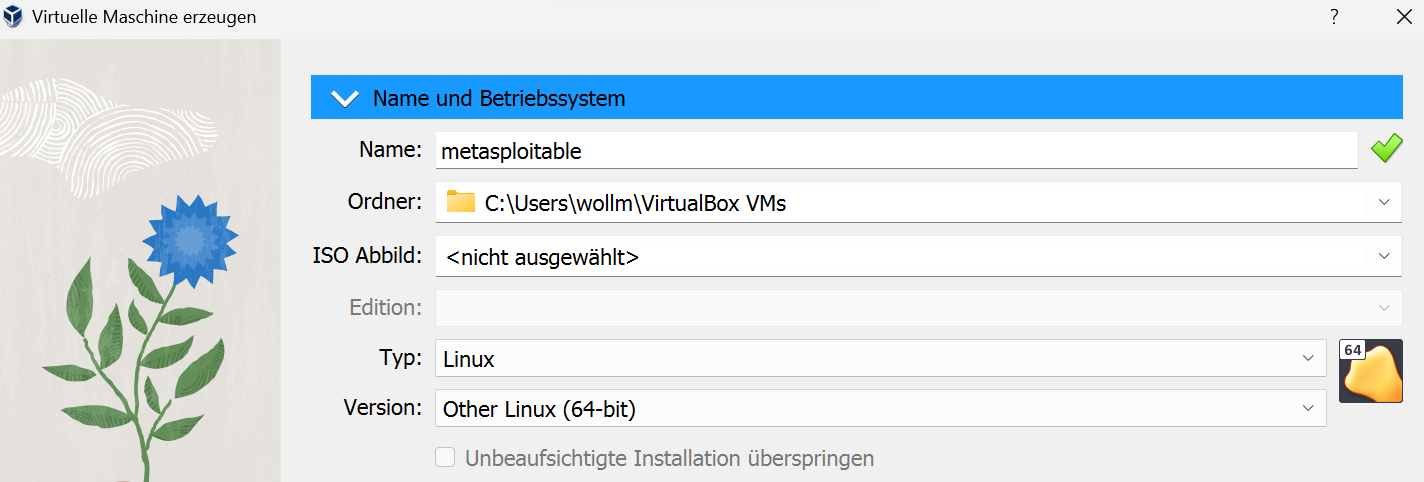 Virtuelle Maschine erzeugen ?
Name und Betriebssystem
Name: metasploitable
Ordner: C:\Users\wollm\VirtualBox VMs
ISO Abbild: <nicht ausgewählt>
Edition:
Typ: Linux 64
Version: Other Linux (64-bit)
Unbeaufsichtigte Installation überspringen